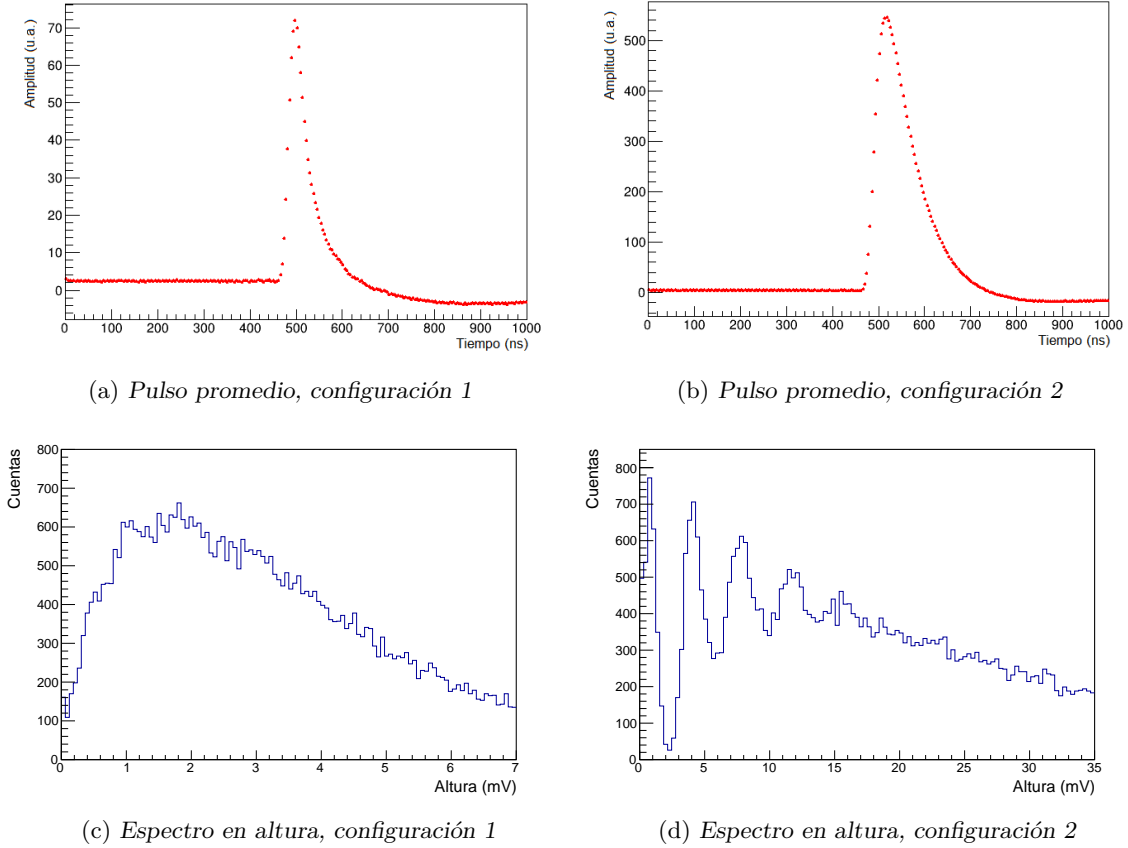 Amplitud (u.a.)
70
60
50
40
30
20
10
0
0 100 200 300 400 500 600 700 800 900 1000
Tiempo (ns)
(a) Pulso promedio, configuración 1
Amplitud (u.a.)
500
400
300
200
100
0
0 100 200 300 400 500 600 700 800 900 1000
Tiempo (ns)
(b) Pulso promedio, configuración 2
Cuentas
800
700
600
500
400
300
200
100
0
0 1 2 3 4 5 6 7
Altura (mV)
(c) Espectro en altura, configuración 1
Cuentas
800
700
600
500
400
300
200
100
0
0 5 10 15 20 25 30 35
Altura (mV)
(d) Espectro en altura, configuración 2